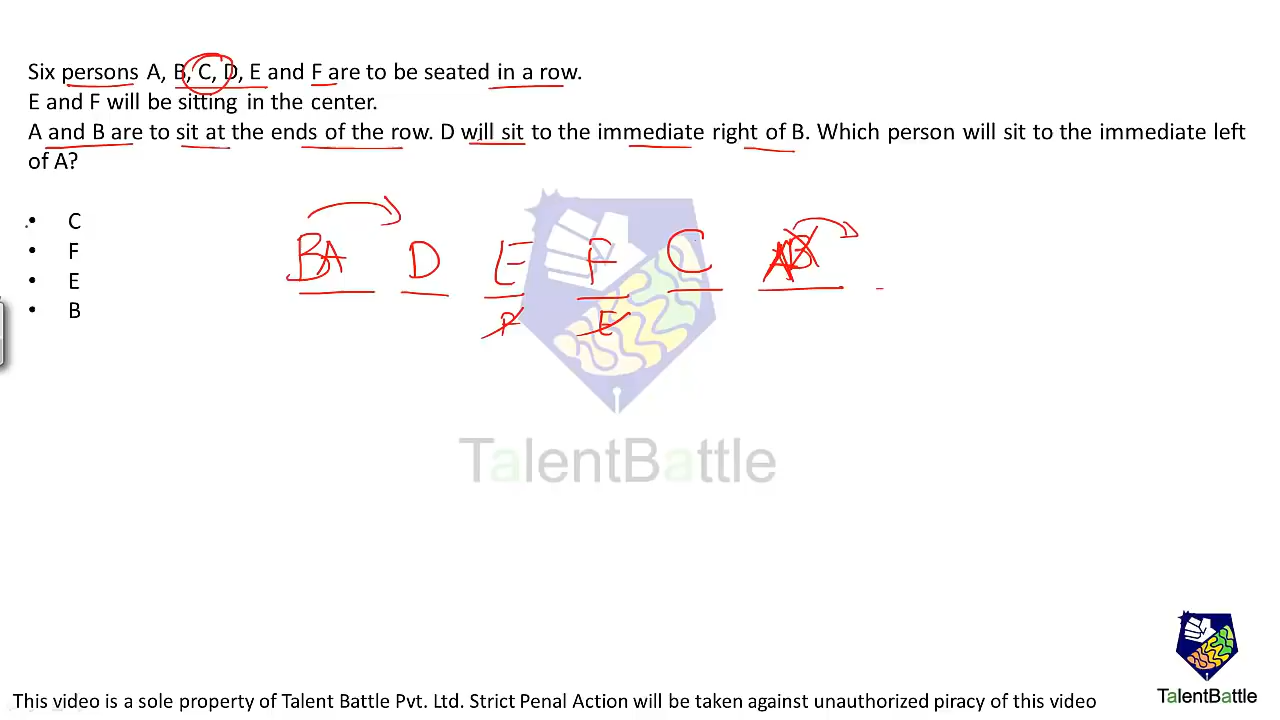 Six persons A, B, C, D, E and F are to be seated in a row.
E and F will be sitting in the center.
A and B are to sit at the ends of the row. D will sit to the immediate right of B. Which person will sit to the immediate left
of A?
• C
• F
• E
• B
BA D E F C AB
F E
TalentBattle
TalentBattle
This video is a sole property of Talent Battle Pvt. Ltd. Strict Penal Action will be taken against unauthorized piracy of this video